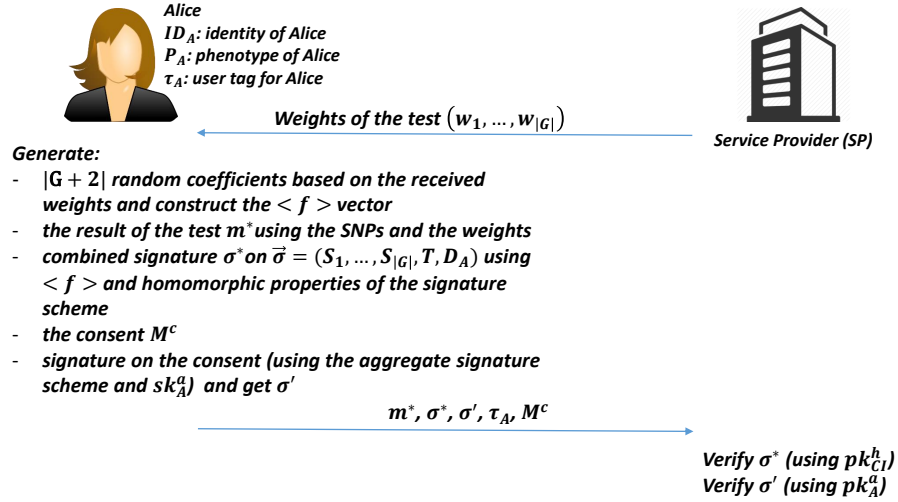 Alice
ID_A: identity of Alice
P_A: phenotype of Alice
τ_A: user tag for Alice
Weights of the test (w_1, ..., w_|G|)
Service Provider (SP)
Generate:
- |G + 2| random coefficients based on the received
weights and construct the < f > vector
- the result of the test m* using the SNPs and the weights
- combined signature σ* on σ⃗ = (S_1, ..., S_|G|, T, D_A) using
< f > and homomorphic properties of the signature
scheme
- the consent M^c
- signature on the consent (using the aggregate signature
scheme and sk_A^a) and get σ′
m*, σ*, σ′, τ_A, M^c
Verify σ* (using pk_CI^h)
Verify σ′ (using pk_A^a)